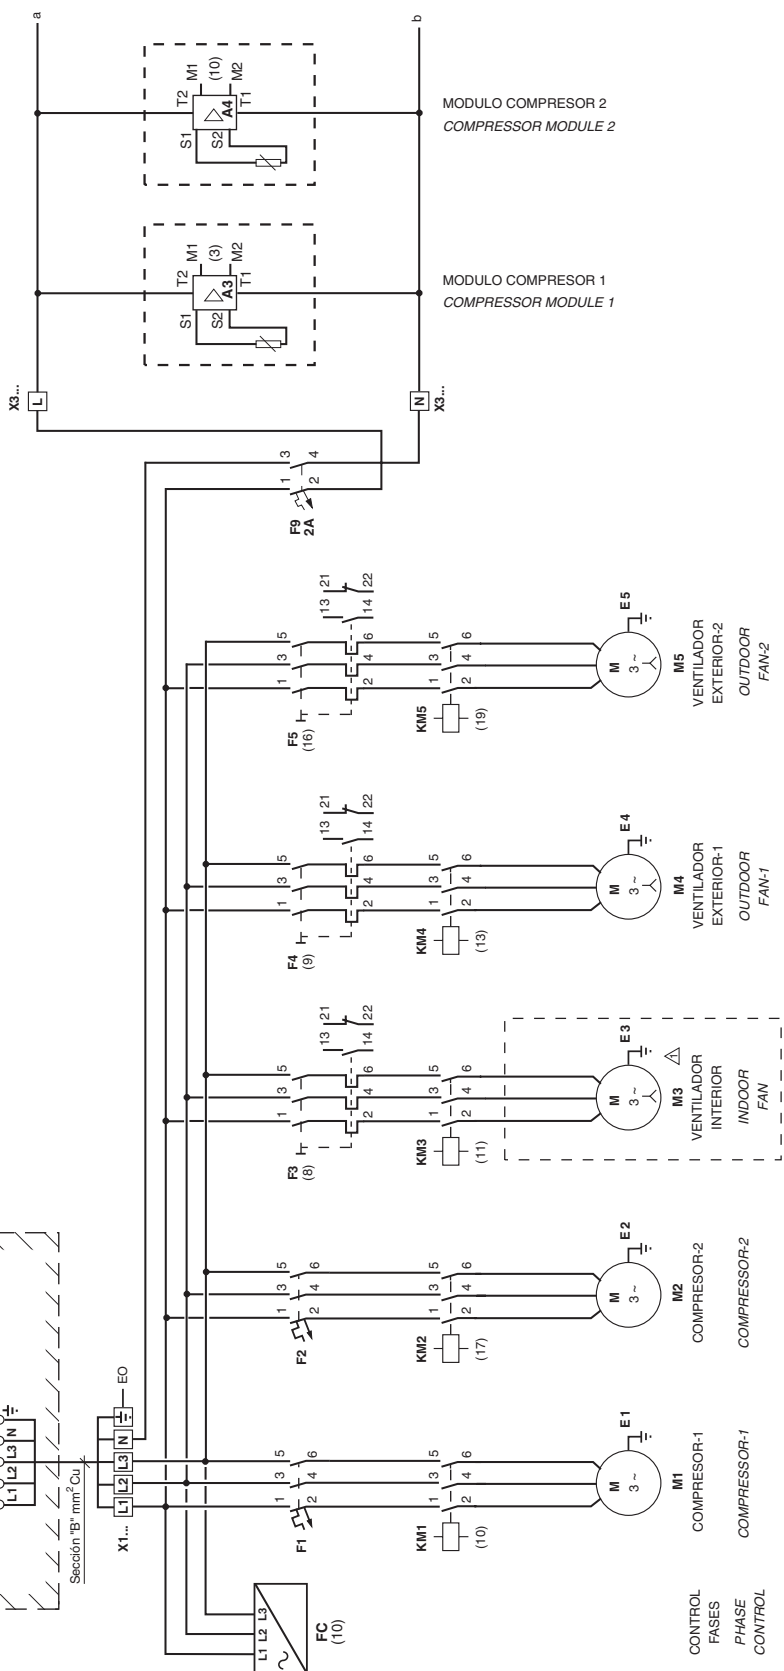 a
b
T2
M1
(10)
M2
T1
A4
S1
S2
MODULO COMPRESOR 2
COMPRESSOR MODULE 2
T2
M1
(3)
M2
T1
A3
S1
S2
MODULO COMPRESOR 1
COMPRESSOR MODULE 1
X3...
L
N
X3...
1
2
3
4
F9
2A
1
3
5
2
4
6
13
21
14
22
F5
(16)
1
3
5
2
4
6
KM5
(19)
M
3 ~
E5
M5
VENTILADOR
EXTERIOR-2
OUTDOOR
FAN-2
1
3
5
2
4
6
13
21
14
22
F4
(9)
1
3
5
2
4
6
KM4
(13)
M
3 ~
E4
M4
VENTILADOR
EXTERIOR-1
OUTDOOR
FAN-1
1
3
5
2
4
6
13
21
14
22
F3
(8)
1
3
5
2
4
6
KM3
(11)
M
3 ~
E3
M3
VENTILADOR
INTERIOR
INDOOR
FAN
1
3
5
2
4
6
F2
1
3
5
2
4
6
KM2
(17)
M
3 ~
E2
M2
COMPRESOR-2
COMPRESSOR-2
L1
L2
L3
N
Sección "B" mm² Cu
EO
X1...
L1
L2
L3
N
1
3
5
2
4
6
F1
1
3
5
2
4
6
KM1
(10)
M
3 ~
E1
M1
COMPRESOR-1
COMPRESSOR-1
L1
L2
L3
FC
(10)
CONTROL
FASES
PHASE
CONTROL